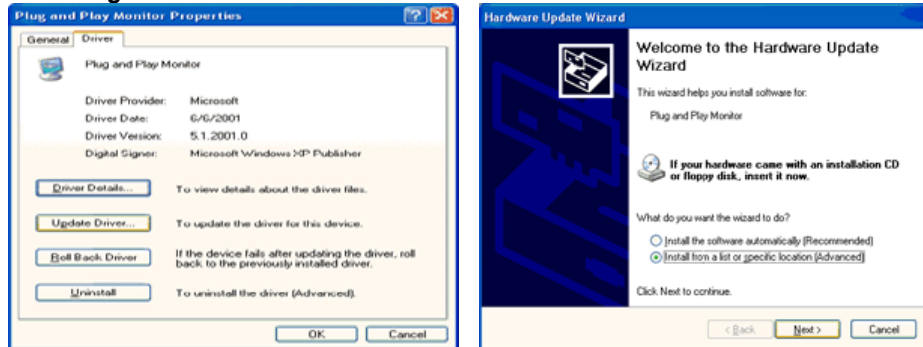 Plug and Play Monitor Properties
General Driver
Plug and Play Monitor
Driver Provider: Microsoft
Driver Date: 6/6/2001
Driver Version: 5.1.2001.0
Digital Signer: Microsoft Windows XP Publisher
Driver Details... To view details about the driver files.
Update Driver... To update the driver for this device.
Roll Back Driver If the device fails after updating the driver, roll
back to the previously installed driver.
Uninstall To uninstall the driver (Advanced).
OK Cancel
Hardware Update Wizard
Welcome to the Hardware Update
Wizard
This wizard helps you install software for:
Plug and Play Monitor
If your hardware came with an installation CD
or floppy disk, insert it now.
What do you want the wizard to do?
Install the software automatically (Recommended)
Install from a list or specific location (Advanced)
Click Next to continue.
< Back Next > Cancel